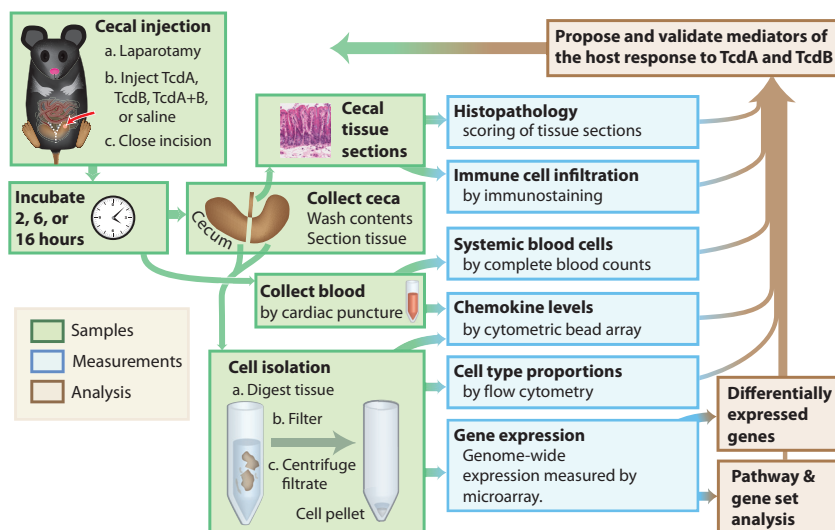 Cecal injection
a. Laparotamy
b. Inject TcdA,
TcdB, TcdA+B,
or saline
c. Close incision
Propose and validate mediators of
the host response to TcdA and TcdB
Cecal
tissue
sections
Histopathology
scoring of tissue sections
Immune cell infiltration
by immunostaining
Incubate
2, 6, or
16 hours
Cecum
Collect ceca
Wash contents
Section tissue
Systemic blood cells
by complete blood counts
Collect blood
by cardiac puncture
Chemokine levels
by cytometric bead array
Samples
Measurements
Analysis
Cell isolation
a. Digest tissue
b. Filter
c. Centrifuge
filtrate
Cell pellet
Cell type proportions
by flow cytometry
Gene expression
Genome-wide
expression measured by
microarray.
Differentially
expressed
genes
Pathway &
gene set
analysis